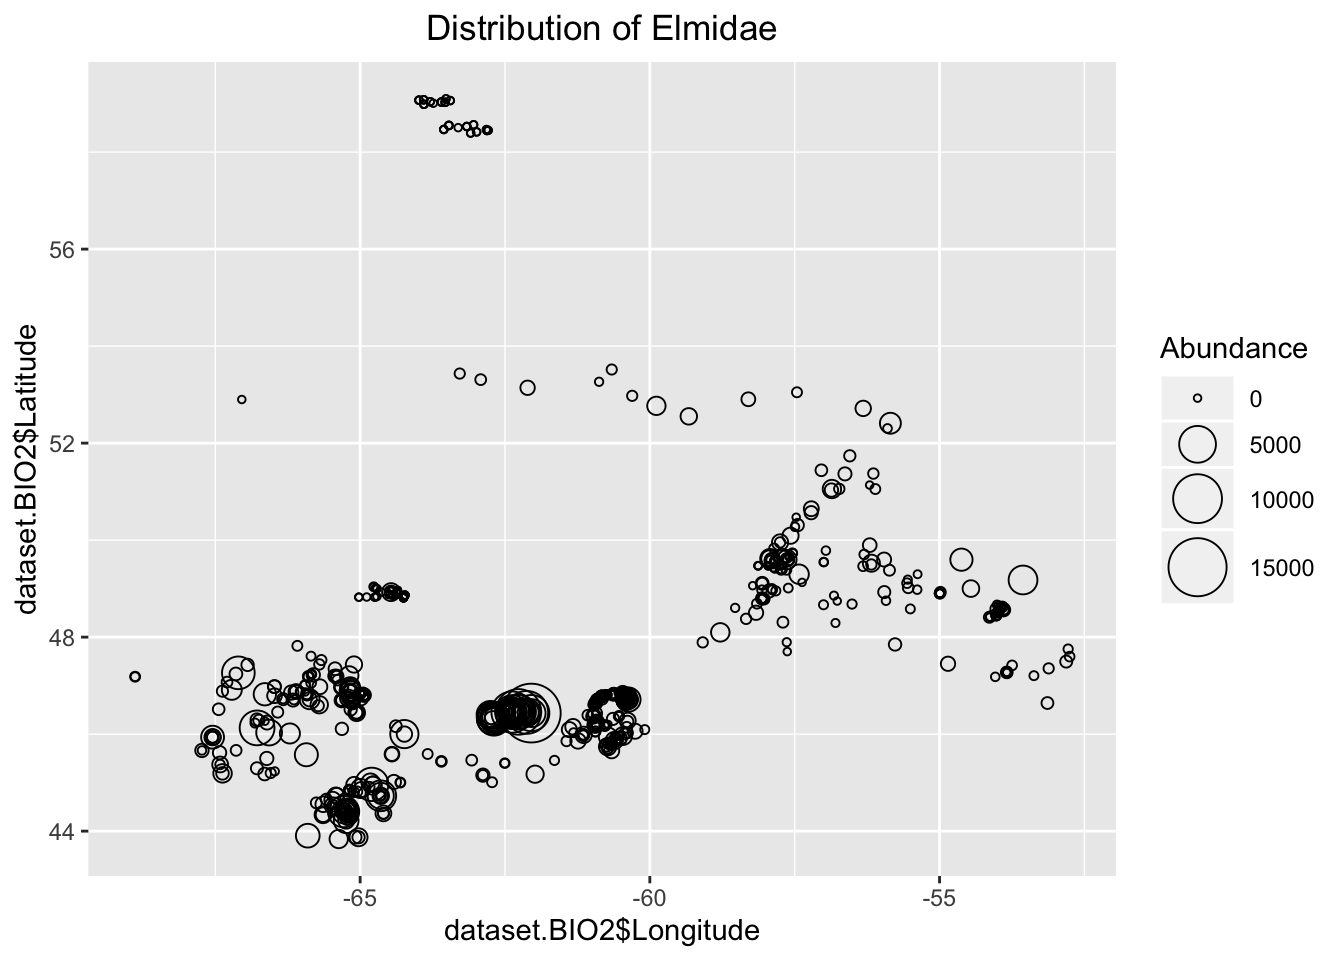 Distribution of Elmidae
dataset.BIO2$Latitude
56
52
48
44
-65
-60
-55
dataset.BIO2$Longitude
Abundance
0
5000
10000
15000